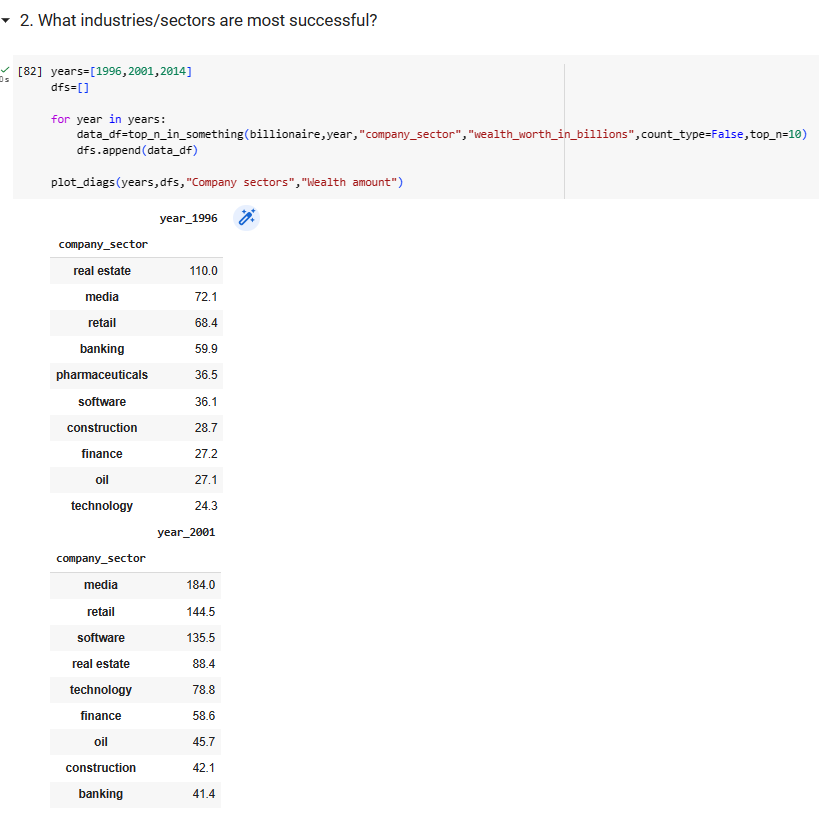 2. What industries/sectors are most successful?
[82] years=[1996,2001,2014]
0s
dfs=[]
for year in years:
data_df=top_n_in_something(billionaire,year,"company_sector","wealth_worth_in_billions",count_type=False,top_n=10)
dfs.append(data_df)
plot_diags(years,dfs,"Company sectors","Wealth amount")
year_1996
company_sector
real estate 110.0
media 72.1
retail 68.4
banking 59.9
pharmaceuticals 36.5
software 36.1
construction 28.7
finance 27.2
oil 27.1
technology 24.3
year_2001
company_sector
media 184.0
retail 144.5
software 135.5
real estate 88.4
technology 78.8
finance 58.6
oil 45.7
construction 42.1
banking 41.4